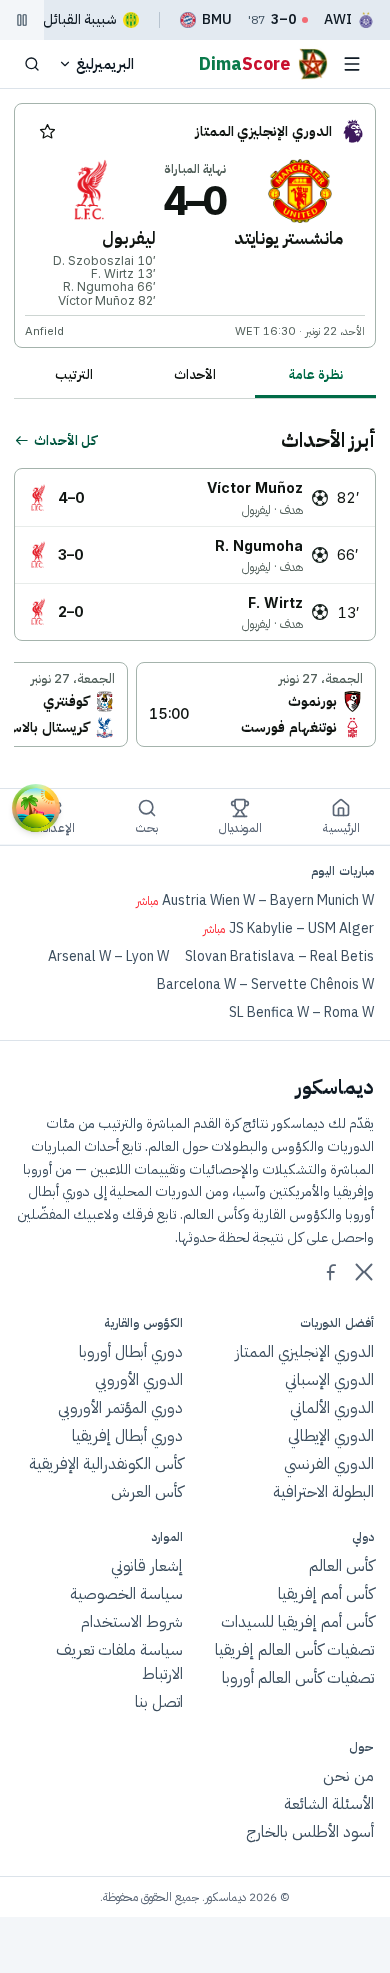 AWI 3–0 87' BMU شبيبة القبائل
DimaScore البريميرليغ
الدوري الإنجليزي الممتاز
نهاية المباراة
4–0
مانشستر يونايتد
ليفربول
D. Szoboszlai 10'
F. Wirtz 13'
R. Ngumoha 66'
Víctor Muñoz 82'
الأحد، 22 نونبر · 16:30 WET
Anfield
نظرة عامة
الأحداث
الترتيب
أبرز الأحداث
كل الأحداث ←
82' Víctor Muñoz 4–0
هدف · ليفربول
66' R. Ngumoha 3–0
هدف · ليفربول
13' F. Wirtz 2–0
هدف · ليفربول
الجمعة، 27 نونبر
بورنموث
نوتنغهام فورست
15:00
الجمعة، 27 نونبر
كوفنتري
كريستال بالاس
الرئيسية
المونديال
بحث
مباريات اليوم
Austria Wien W – Bayern Munich W مباشر
JS Kabylie – USM Alger مباشر
Slovan Bratislava – Real Betis Arsenal W – Lyon W
Barcelona W – Servette Chênois W
SL Benfica W – Roma W
ديماسكور
يقدّم لك ديماسكور نتائج كرة القدم المباشرة والترتيب من مئات
الدوريات والكؤوس والبطولات حول العالم. تابع أحداث المباريات
المباشرة والتشكيلات والإحصائيات وتقييمات اللاعبين — من أوروبا
وإفريقيا والأمريكتين وآسيا، ومن الدوريات المحلية إلى دوري أبطال
أوروبا والكؤوس القارية وكأس العالم. تابع فرقك ولاعبيك المفضّلين
واحصل على كل نتيجة لحظة حدوثها.
أفضل الدوريات
الدوري الإنجليزي الممتاز
الدوري الإسباني
الدوري الألماني
الدوري الإيطالي
الدوري الفرنسي
البطولة الاحترافية
الكؤوس والقارية
دوري أبطال أوروبا
الدوري الأوروبي
دوري المؤتمر الأوروبي
دوري أبطال إفريقيا
كأس الكونفدرالية الإفريقية
كأس العرش
دولي
كأس العالم
كأس أمم إفريقيا
كأس أمم إفريقيا للسيدات
تصفيات كأس العالم إفريقيا
تصفيات كأس العالم أوروبا
الموارد
إشعار قانوني
سياسة الخصوصية
شروط الاستخدام
سياسة ملفات تعريف
الارتباط
اتصل بنا
حول
من نحن
الأسئلة الشائعة
أسود الأطلس بالخارج
© 2026 ديماسكور. جميع الحقوق محفوظة.